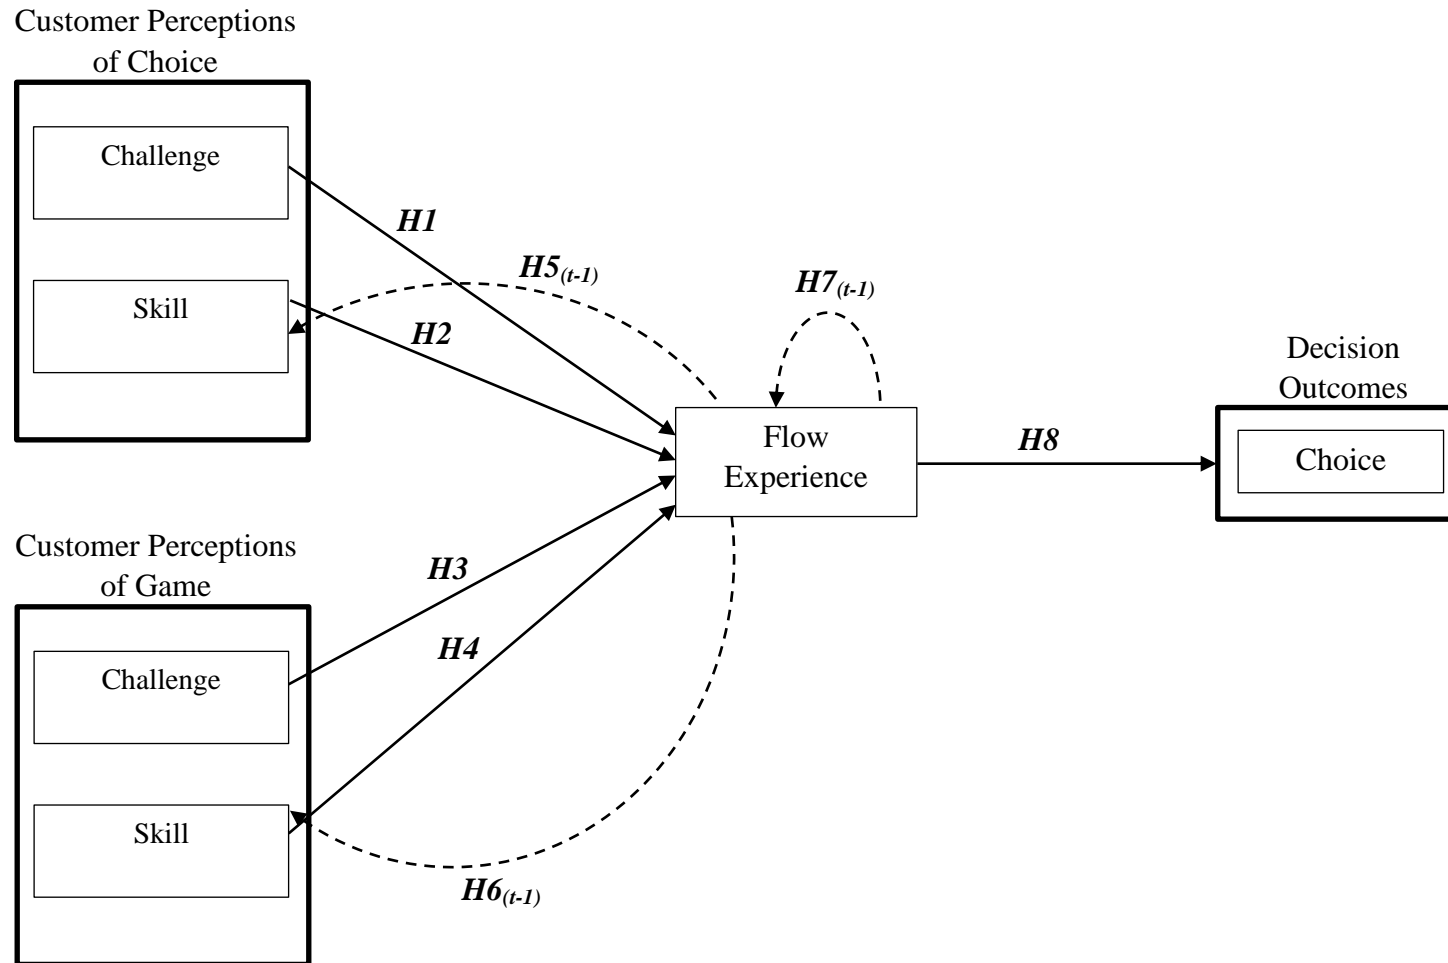 Customer Perceptions
of Choice
Challenge
H1
H5(t-1)
H7(t-1)
Skill
H2
Decision
Outcomes
Flow
Experience
H8
Choice
Customer Perceptions
of Game
H3
H4
Challenge
Skill
H6(t-1)